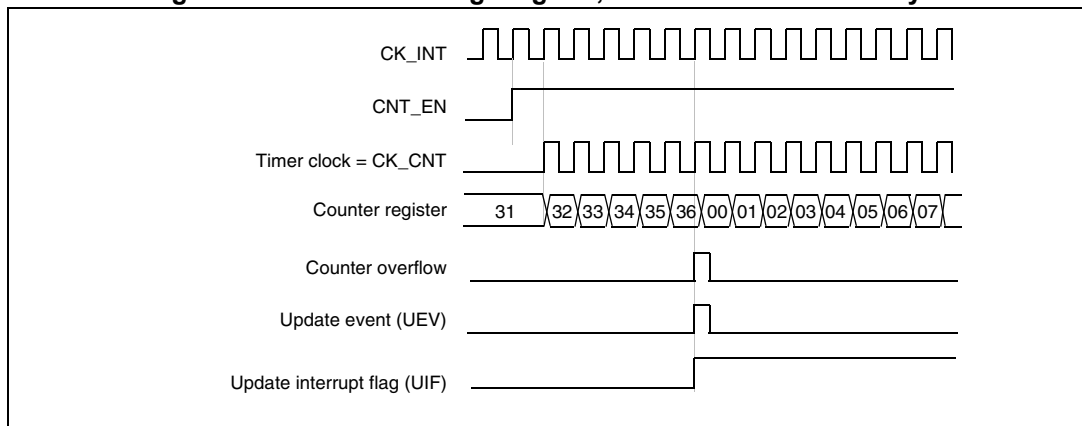 CK_INT
CNT_EN
Timer clock = CK_CNT
Counter register 31 32 33 34 35 36 00 01 02 03 04 05 06 07
Counter overflow
Update event (UEV)
Update interrupt flag (UIF)